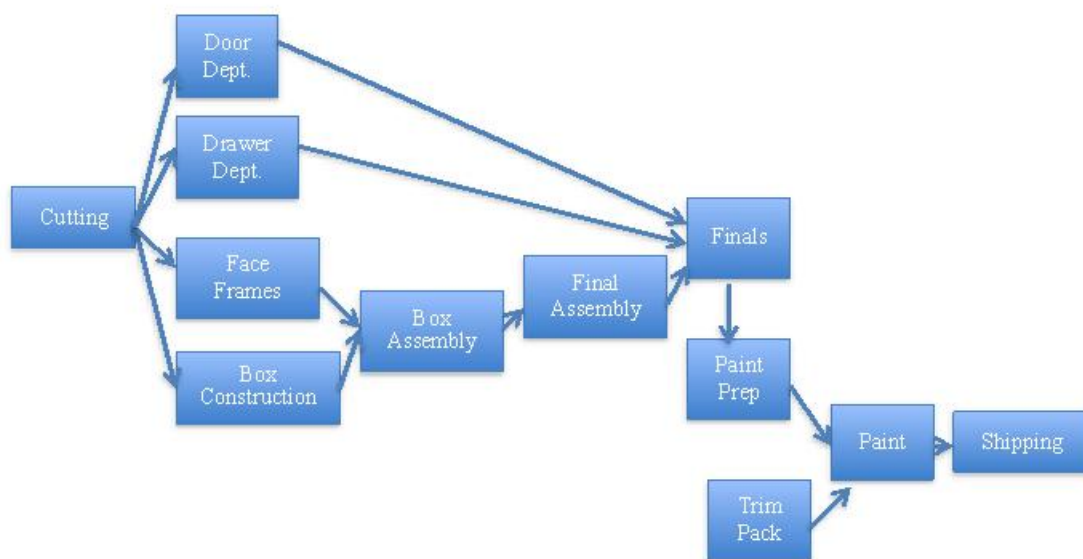 Door
Dept.
Drawer
Dept.
Cutting
Face
Frames
Box
Construction
Box
Assembly
Final
Assembly
Finals
Paint
Prep
Paint
Shipping
Trim
Pack